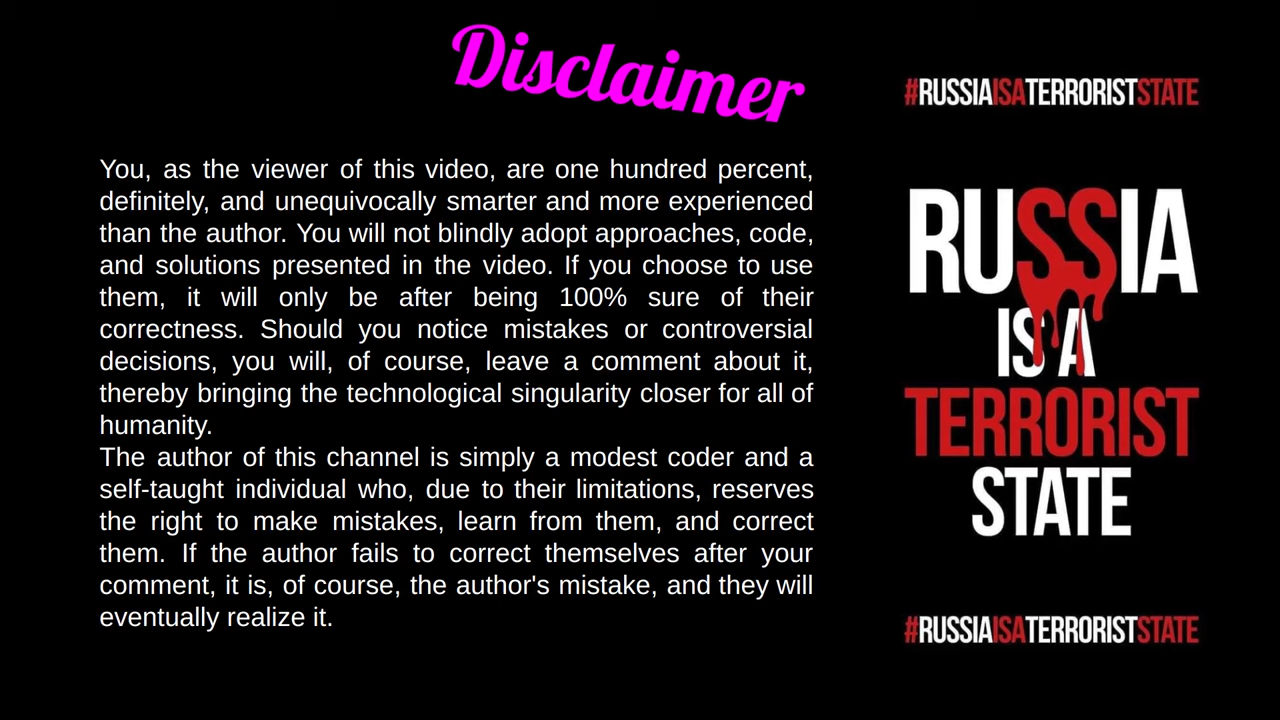 Disclaimer
You, as the viewer of this video, are one hundred percent,
definitely, and unequivocally smarter and more experienced
than the author. You will not blindly adopt approaches, code,
and solutions presented in the video. If you choose to use
them, it will only be after being 100% sure of their
correctness. Should you notice mistakes or controversial
decisions, you will, of course, leave a comment about it,
thereby bringing the technological singularity closer for all of
humanity.
The author of this channel is simply a modest coder and a
self-taught individual who, due to their limitations, reserves
the right to make mistakes, learn from them, and correct
them. If the author fails to correct themselves after your
comment, it is, of course, the author's mistake, and they will
eventually realize it.
#RUSSIAISATERRORISTSTATE
RUSSIA
IS A
TERRORIST
STATE
#RUSSIAISATERRORISTSTATE